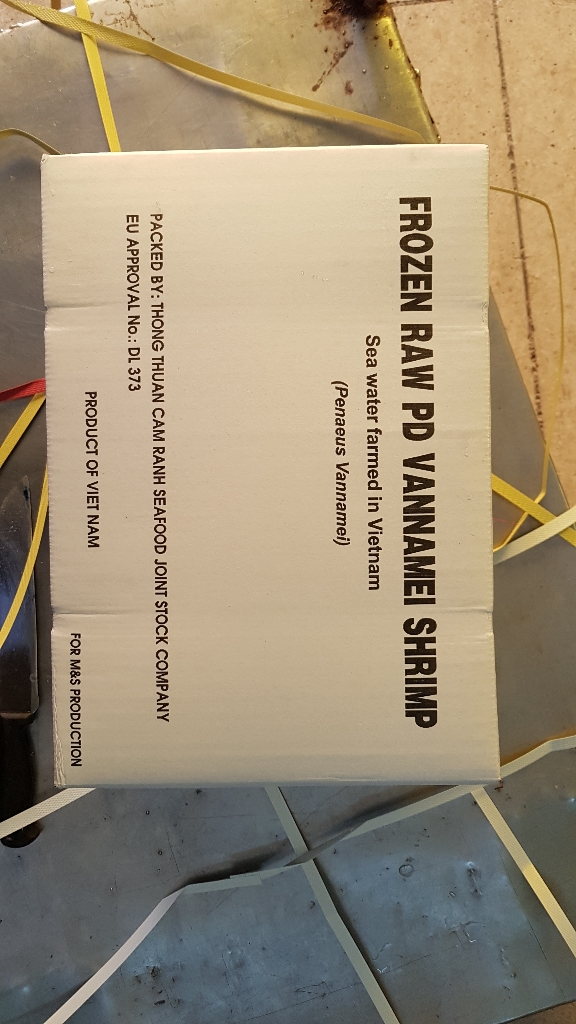 FROZEN RAW PD VANNAMEI SHRIMP
Sea water farmed in Vietnam
(Penaeus Vannamei)
PACKED BY: THONG THUAN CAM RANH SEAFOOD JOINT STOCK COMPANY
EU APPROVAL No.: DL 373
PRODUCT OF VIET NAM
FOR M&S PRODUCTION